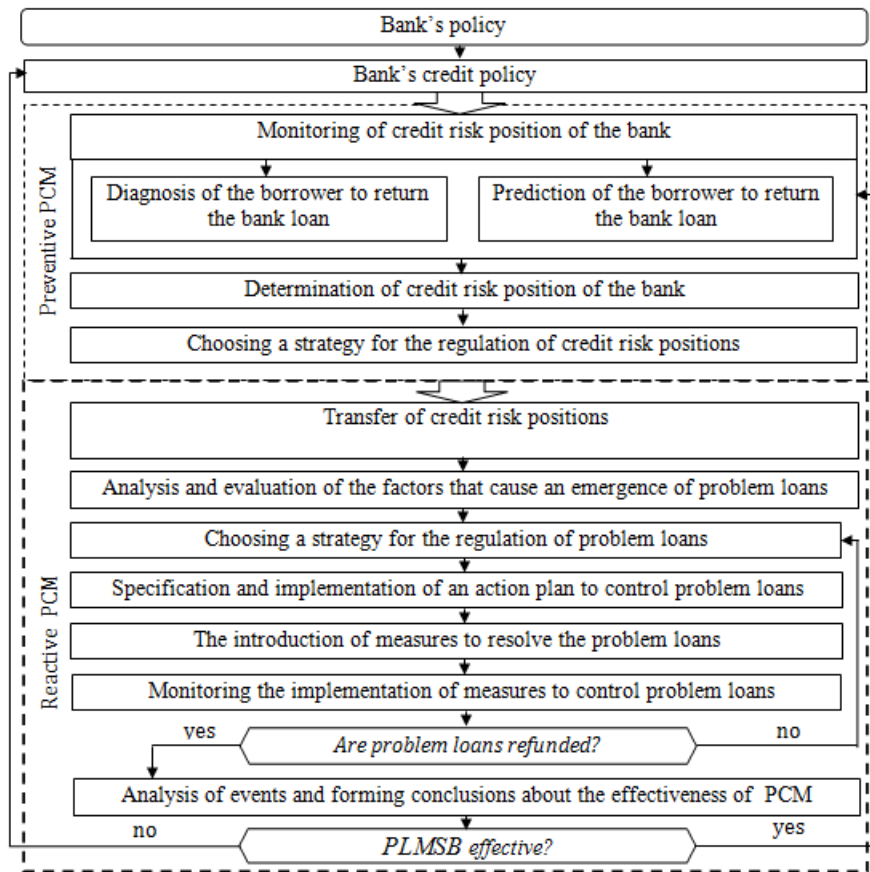 Bank's policy
Bank's credit policy
Preventive PCM
Monitoring of credit risk position of the bank
Diagnosis of the borrower to return
the bank loan
Prediction of the borrower to return
the bank loan
Determination of credit risk position of the bank
Choosing a strategy for the regulation of credit risk positions
Reactive PCM
Transfer of credit risk positions
Analysis and evaluation of the factors that cause an emergence of problem loans
Choosing a strategy for the regulation of problem loans
Specification and implementation of an action plan to control problem loans
The introduction of measures to resolve the problem loans
Monitoring the implementation of measures to control problem loans
yes
Are problem loans refunded?
no
Analysis of events and forming conclusions about the effectiveness of PCM
no
PLMSB effective?
yes